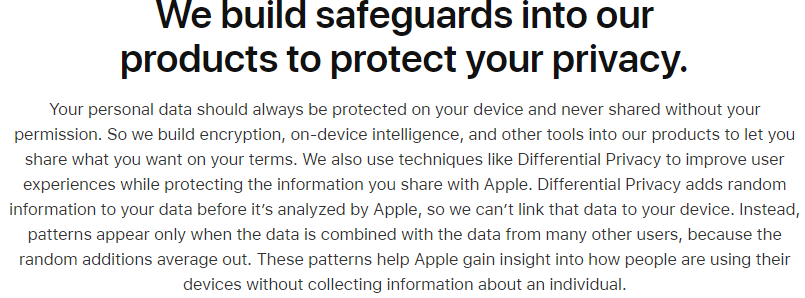 We build safeguards into our
products to protect your privacy.
Your personal data should always be protected on your device and never shared without your
permission. So we build encryption, on-device intelligence, and other tools into our products to let you
share what you want on your terms. We also use techniques like Differential Privacy to improve user
experiences while protecting the information you share with Apple. Differential Privacy adds random
information to your data before it’s analyzed by Apple, so we can’t link that data to your device. Instead,
patterns appear only when the data is combined with the data from many other users, because the
random additions average out. These patterns help Apple gain insight into how people are using their
devices without collecting information about an individual.